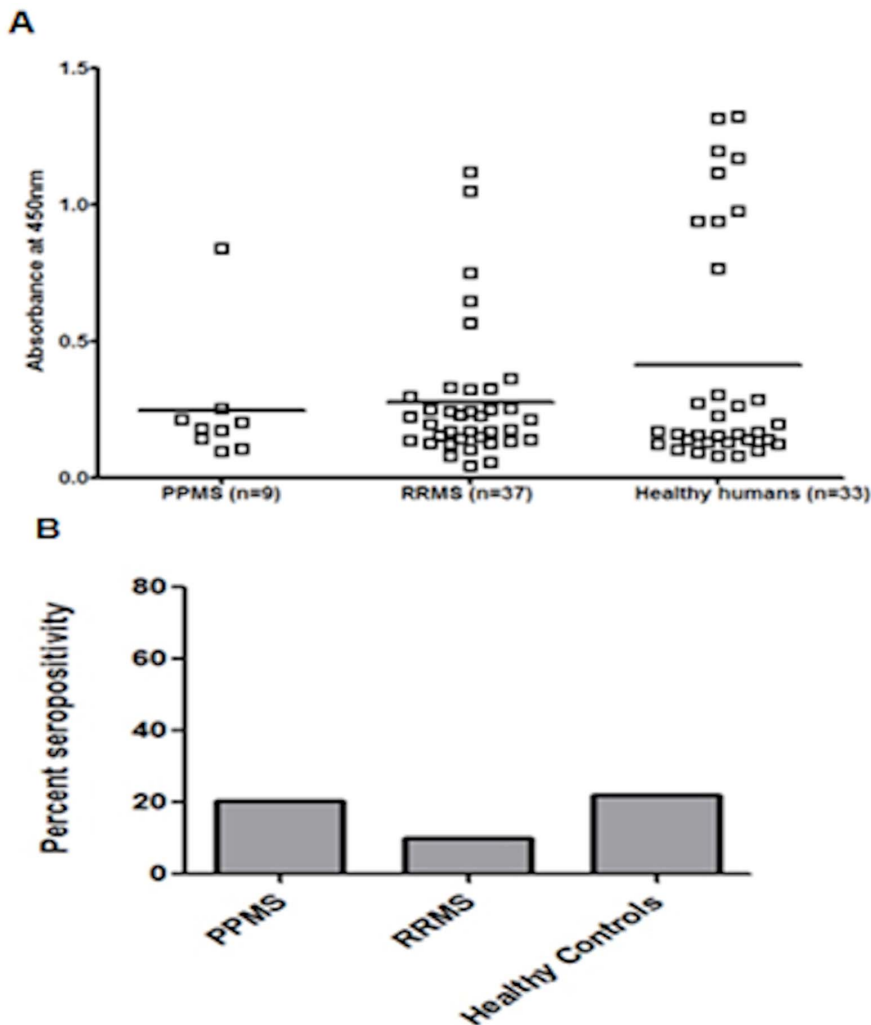 A
1.5
1.0
0.5
0.0
Absorbance at 450nm
PPMS (n=9)
RRMS (n=37)
Healthy humans (n=33)
B
80
60
40
20
0
Percent seropositivity
PPMS
RRMS
Healthy Controls